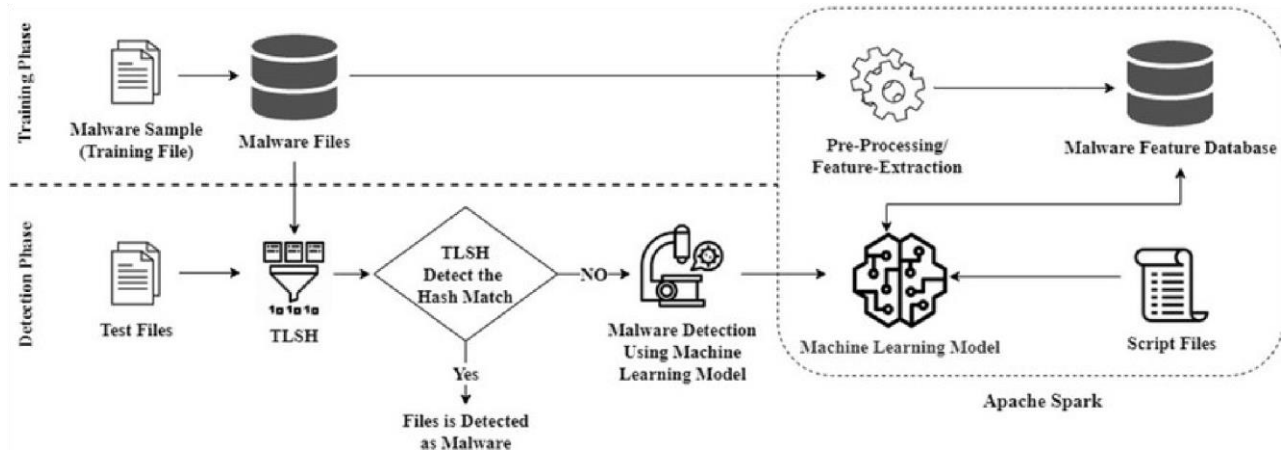 Training Phase
Malware Sample
(Training File)
Malware Files
Pre-Processing/
Feature-Extraction
Malware Feature Database
Detection Phase
Test Files
TLSH
TLSH
Detect the
Hash Match
NO
Yes
Files is Detected
as Malware
Malware Detection
Using Machine
Learning Model
Machine Learning Model
Script Files
Apache Spark